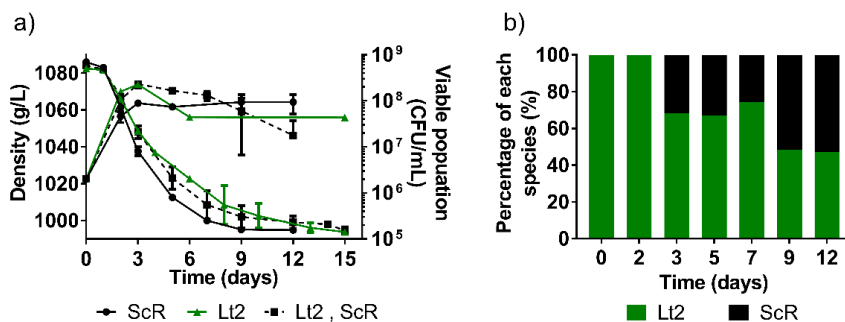 a)
b)
Density (g/L)
1080
1060
1040
1020
1000
10⁹
10⁸
10⁷
10⁶
10⁵
Viable popuation
(CFU/mL)
0 3 6 9 12 15
Time (days)
ScR Lt2 Lt2 , ScR
Percentage of each
species (%)
100
80
60
40
20
0
0 2 3 5 7 9 12
Time (days)
Lt2 ScR